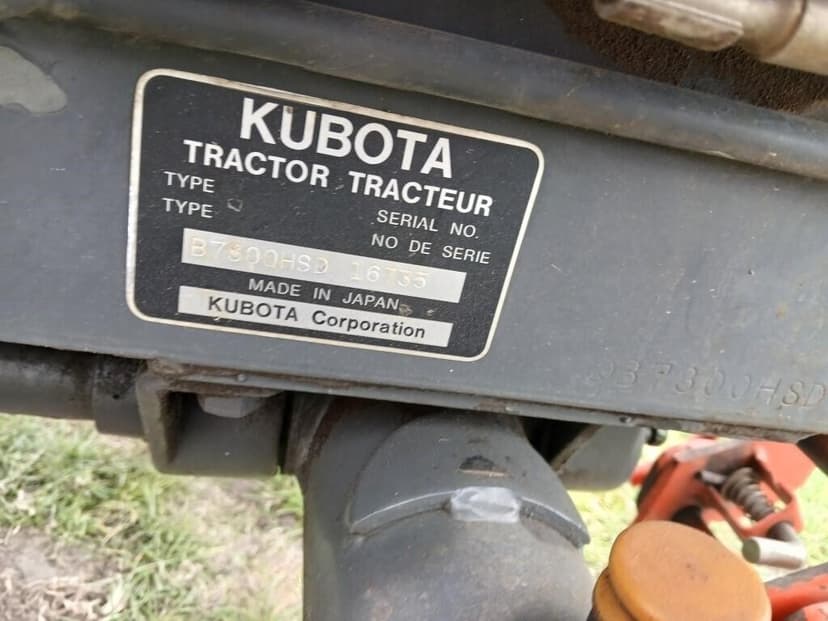 KUBOTA
TRACTOR TRACTEUR
TYPE
TYPE
SERIAL NO.
NO DE SERIE
B7300HSD 16735
MADE IN JAPAN
KUBOTA Corporation
B7300HSD